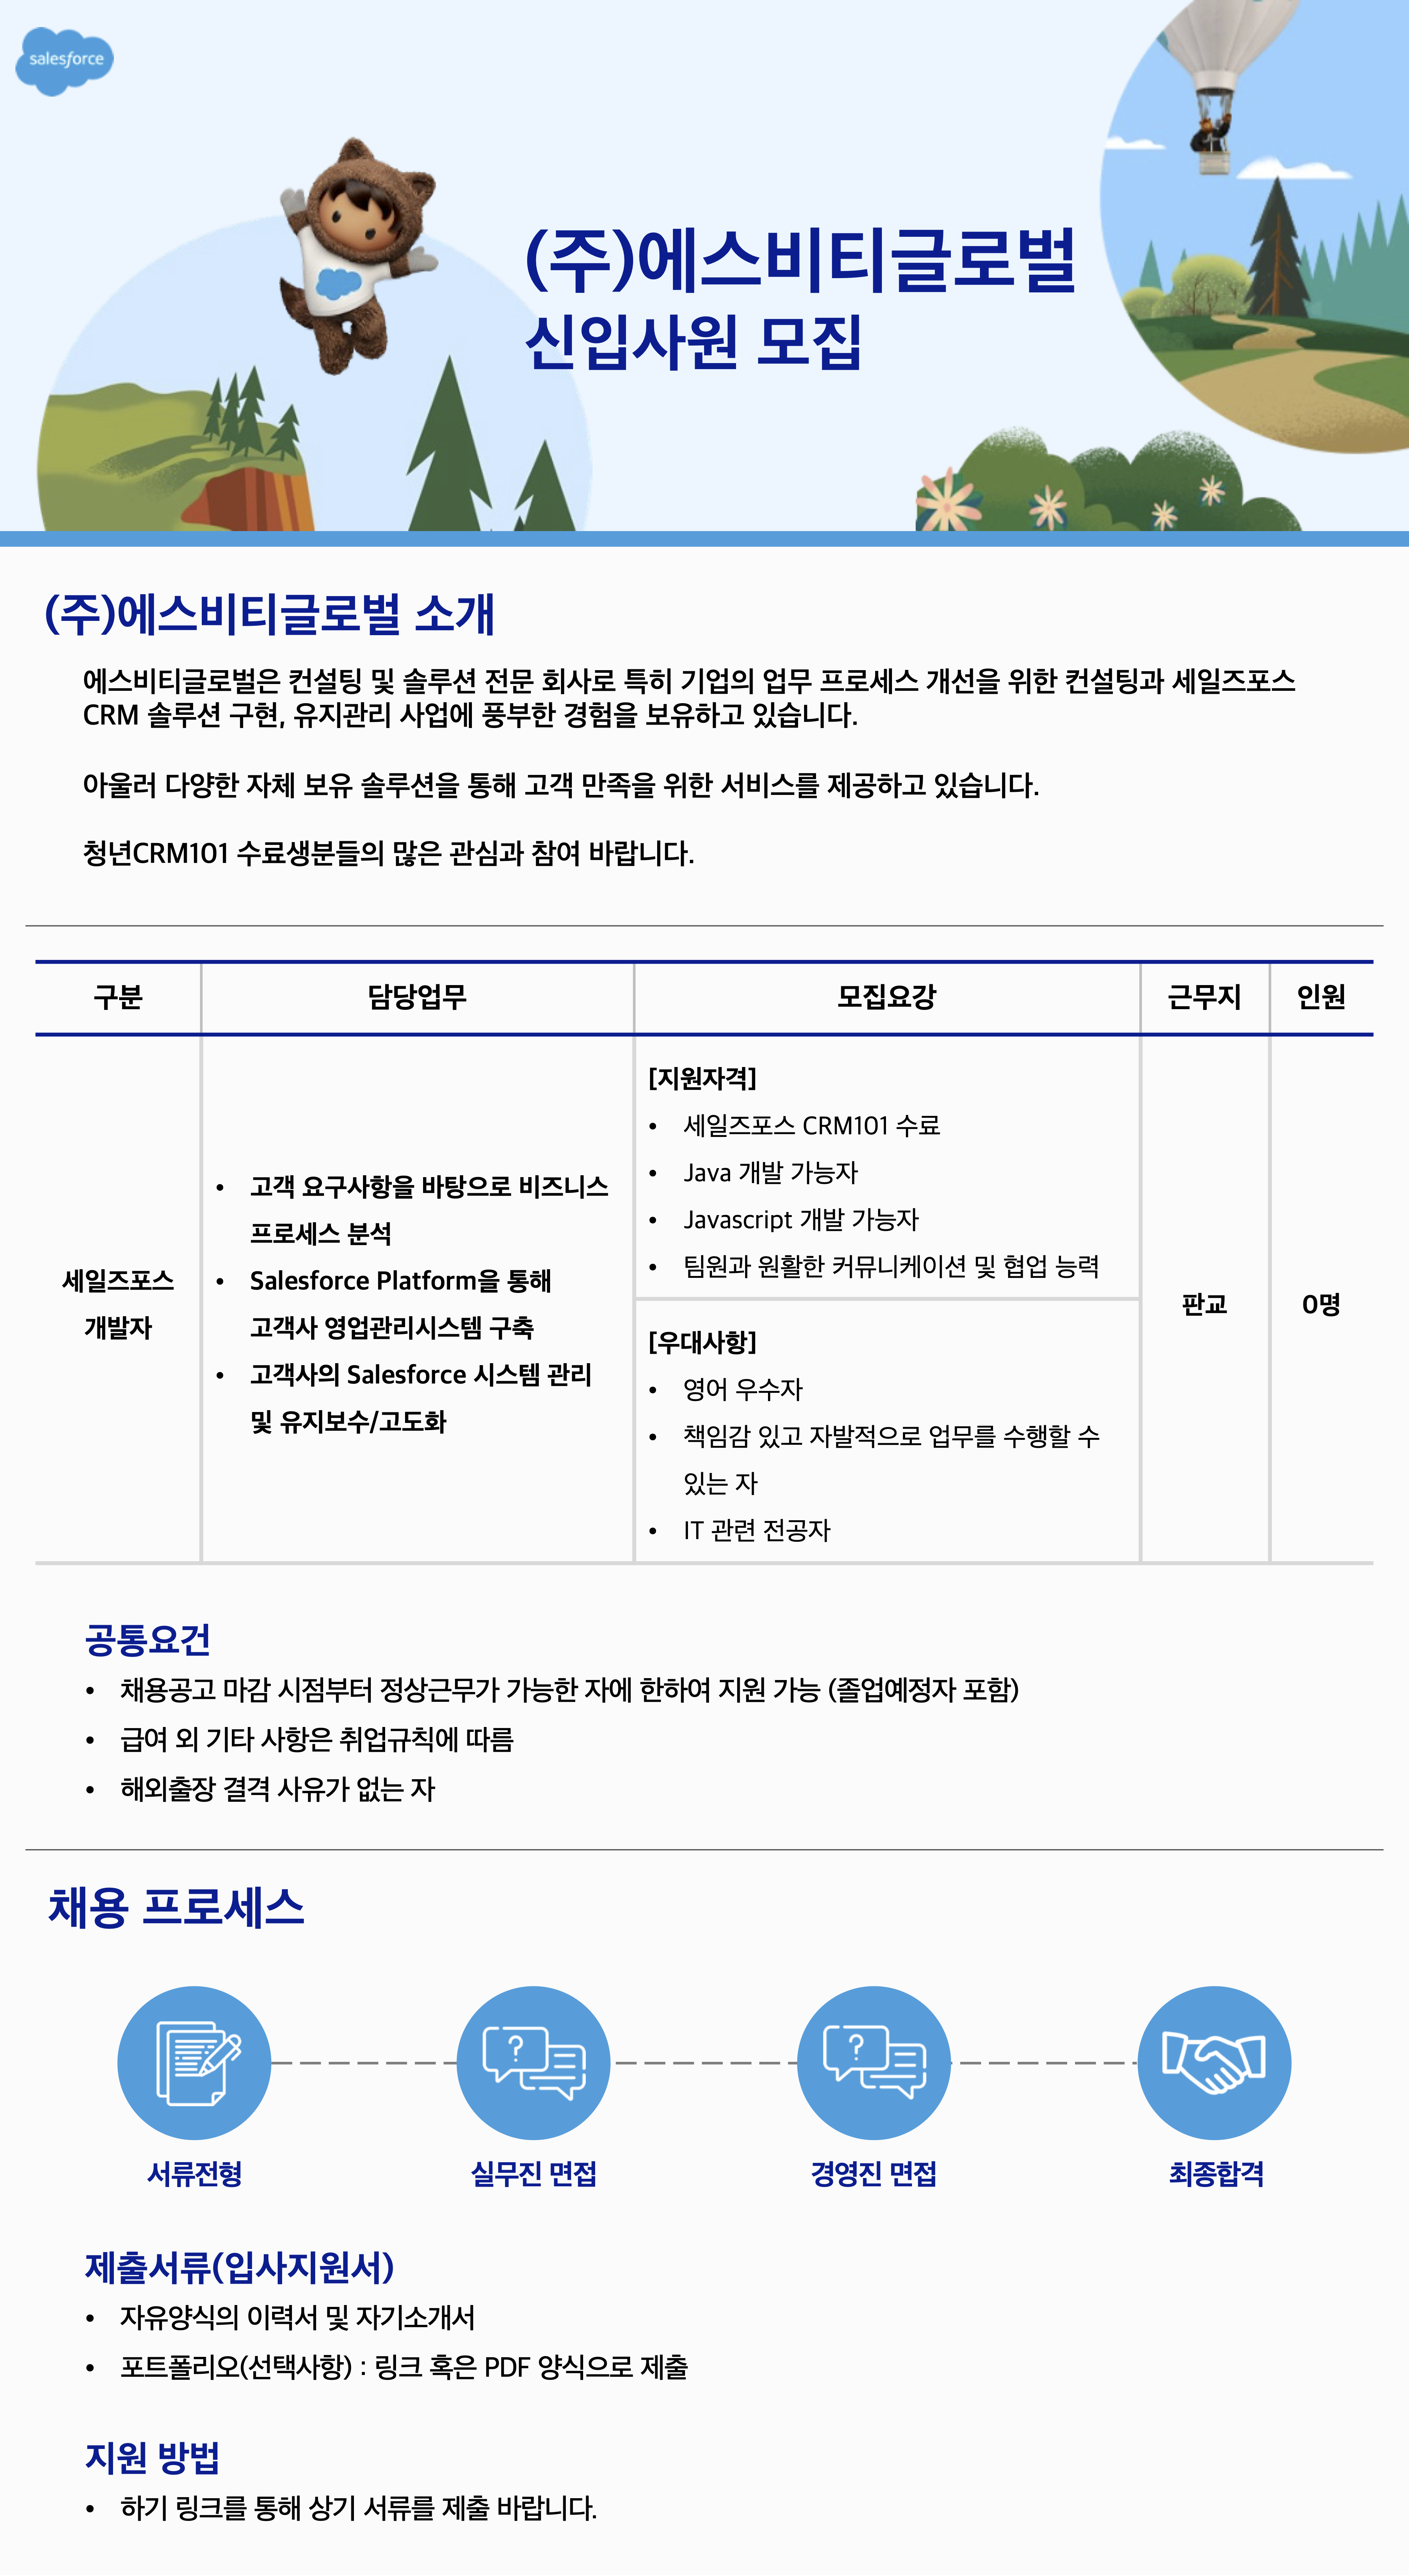 salesforce
(주)에스비티글로벌
신입사원 모집
(주)에스비티글로벌 소개
에스비티글로벌은 컨설팅 및 솔루션 전문 회사로 특히 기업의 업무 프로세스 개선을 위한 컨설팅과 세일즈포스
CRM 솔루션 구현, 유지관리 사업에 풍부한 경험을 보유하고 있습니다.
아울러 다양한 자체 보유 솔루션을 통해 고객 만족을 위한 서비스를 제공하고 있습니다.
청년CRM101 수료생분들의 많은 관심과 참여 바랍니다.
구분 담당업무 모집요강 근무지 인원
세일즈포스
개발자
• 고객 요구사항을 바탕으로 비즈니스
프로세스 분석
• Salesforce Platform을 통해
고객사 영업관리시스템 구축
• 고객사의 Salesforce 시스템 관리
및 유지보수/고도화
[지원자격]
• 세일즈포스 CRM101 수료
• Java 개발 가능자
• Javascript 개발 가능자
• 팀원과 원활한 커뮤니케이션 및 협업 능력
[우대사항]
• 영어 우수자
• 책임감 있고 자발적으로 업무를 수행할 수
있는 자
• IT 관련 전공자
판교
0명
공통요건
• 채용공고 마감 시점부터 정상근무가 가능한 자에 한하여 지원 가능 (졸업예정자 포함)
• 급여 외 기타 사항은 취업규칙에 따름
• 해외출장 결격 사유가 없는 자
채용 프로세스
서류전형 실무진 면접 경영진 면접 최종합격
제출서류(입사지원서)
• 자유양식의 이력서 및 자기소개서
• 포트폴리오(선택사항) : 링크 혹은 PDF 양식으로 제출
지원 방법
• 하기 링크를 통해 상기 서류를 제출 바랍니다.